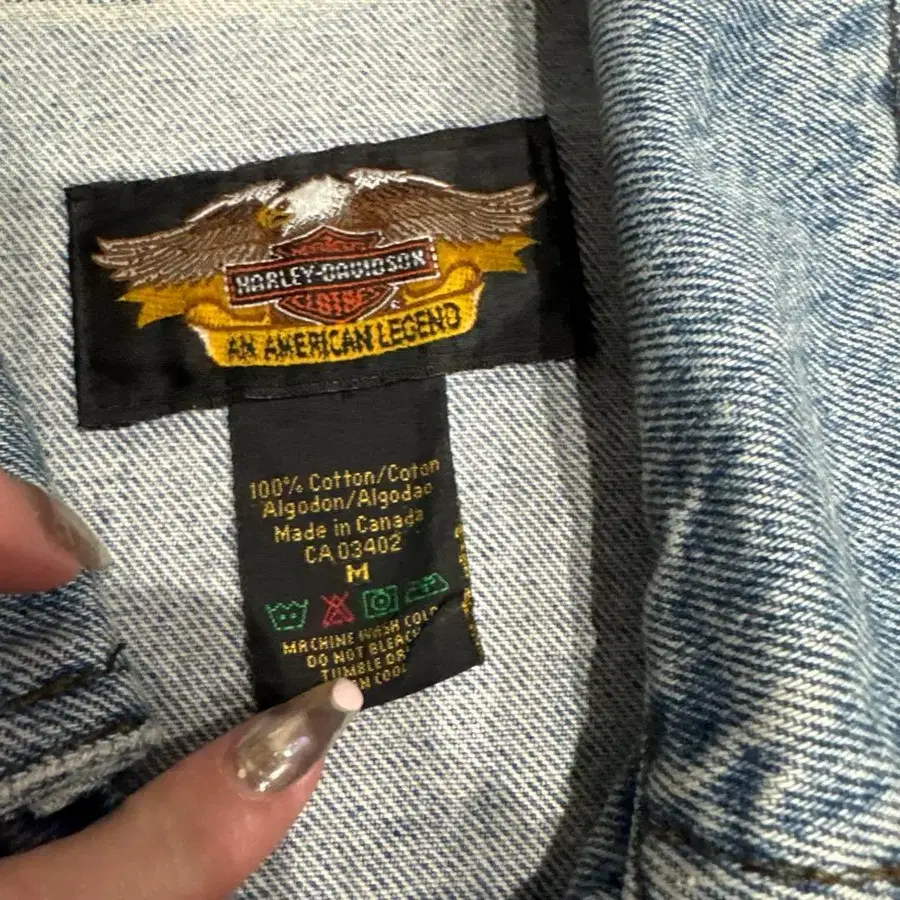 HARLEY-DAVIDSON
AN AMERICAN LEGEND
100% Cotton/Coton
Algodon/Algodao
Made in Canada
CA 03402
M
MACHINE WASH COLD
DO NOT BLEACH
TUMBLE
COOL